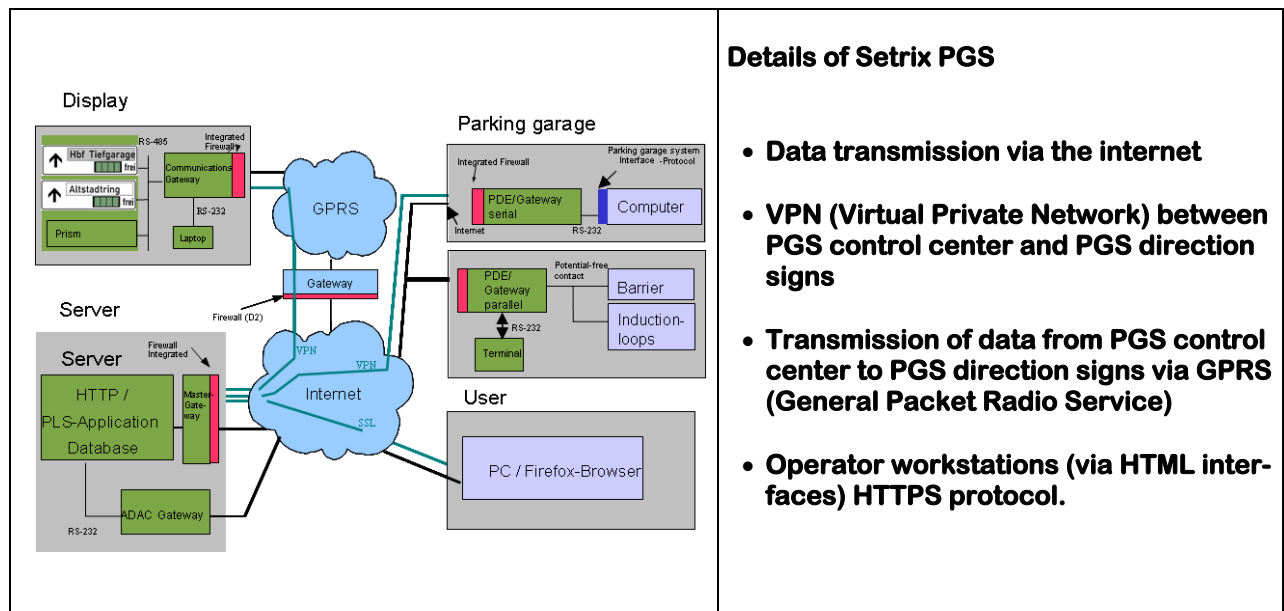 Display
RS-485
Integrated
Firewall
Hbf Tiefgarage
frei
Altstadtring
frei
Prism
Communications
Gateway
RS-232
Laptop
GPRS
Gateway
Firewall (D2)
Parking garage
Integrated Firewall
Parking garage system
Interface -Protocol
PDE/Gateway
serial
RS-232
Computer
Internet
PDE/
Gateway
parallel
Potential-free
contact
Barrier
Induction-
loops
RS-232
Terminal
Server
Server
Firewall
Integrated
HTTP /
PLS-Application
Database
Master-
Gate-
way
RS-232
ADAC Gateway
VPN
VPN
Internet
SSL
User
PC / Firefox-Browser
Details of Setrix PGS
• Data transmission via the internet
• VPN (Virtual Private Network) between
PGS control center and PGS direction
signs
• Transmission of data from PGS control
center to PGS direction signs via GPRS
(General Packet Radio Service)
• Operator workstations (via HTML inter-
faces) HTTPS protocol.